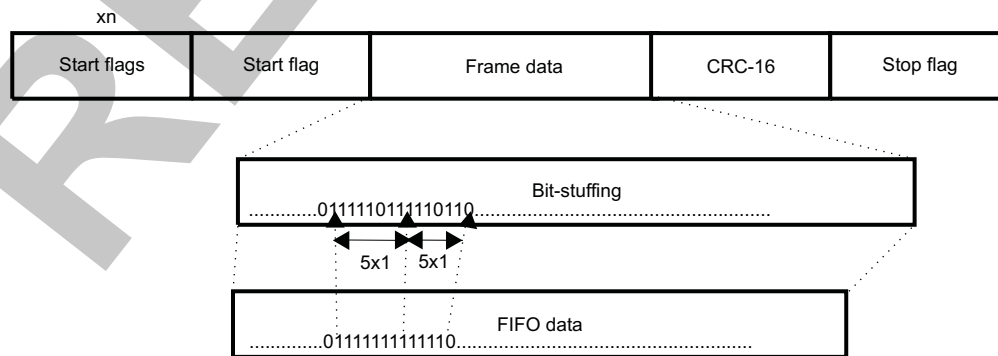 xn
Start flags Start flag Frame data CRC-16 Stop flag
Bit-stuffing
.............0111110111110110.............................................................
5x1 5x1
FIFO data
.............01111111111110.............................................................